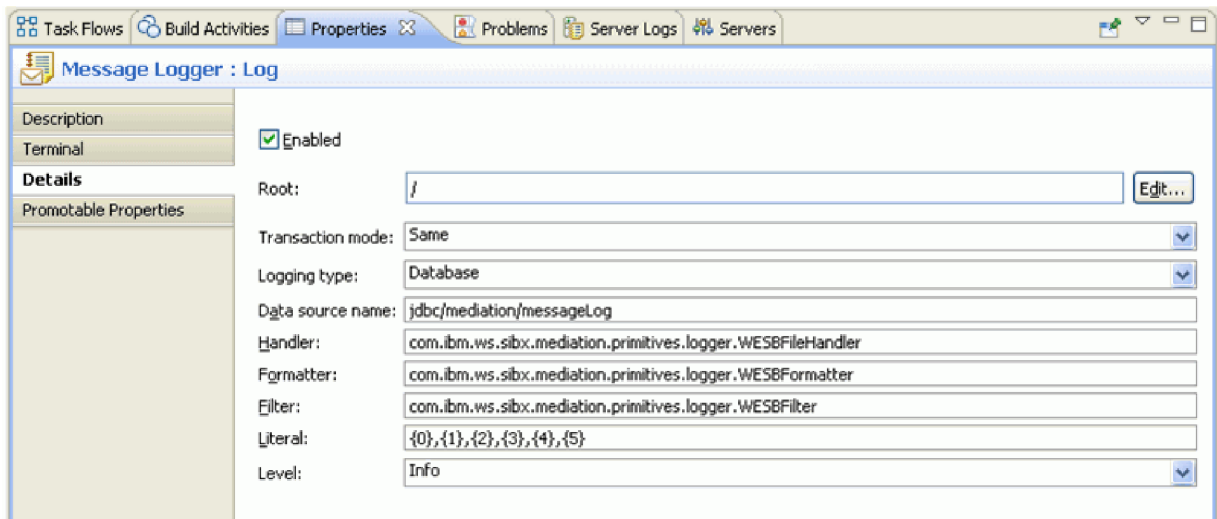 Task Flows Build Activities Properties Problems Server Logs Servers
Message Logger : Log
Description
Enabled
Terminal
Details
Root: / Edit...
Promotable Properties
Transaction mode: Same
Logging type: Database
Data source name: jdbc/mediation/messageLog
Handler: com.ibm.ws.sibx.mediation.primitives.logger.WESBFileHandler
Formatter: com.ibm.ws.sibx.mediation.primitives.logger.WESBFormatter
Filter: com.ibm.ws.sibx.mediation.primitives.logger.WESBFilter
Literal: {0},{1},{2},{3},{4},{5}
Level: Info